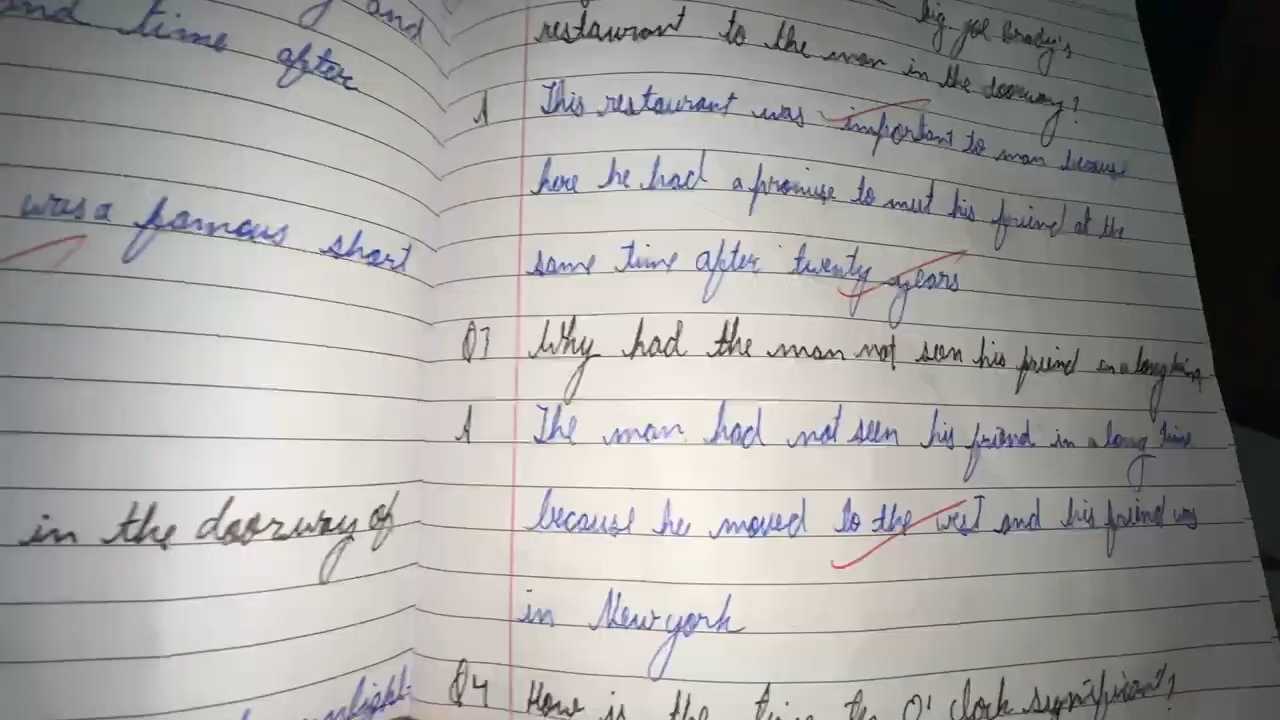 and
and time after
was a famous short
in the doorway of
big joe Brady's
restaurant to the man in the doorway?
A This restaurant was important to man because
here he had a promise to meet his friend at the
same time after twenty years
Q3 Why had the man not seen his friend in a long time
A The man had not seen his friend in a long time
because he moved to the west and his friend was
in Newyork
Q4 How is the time ten O' clock significant?